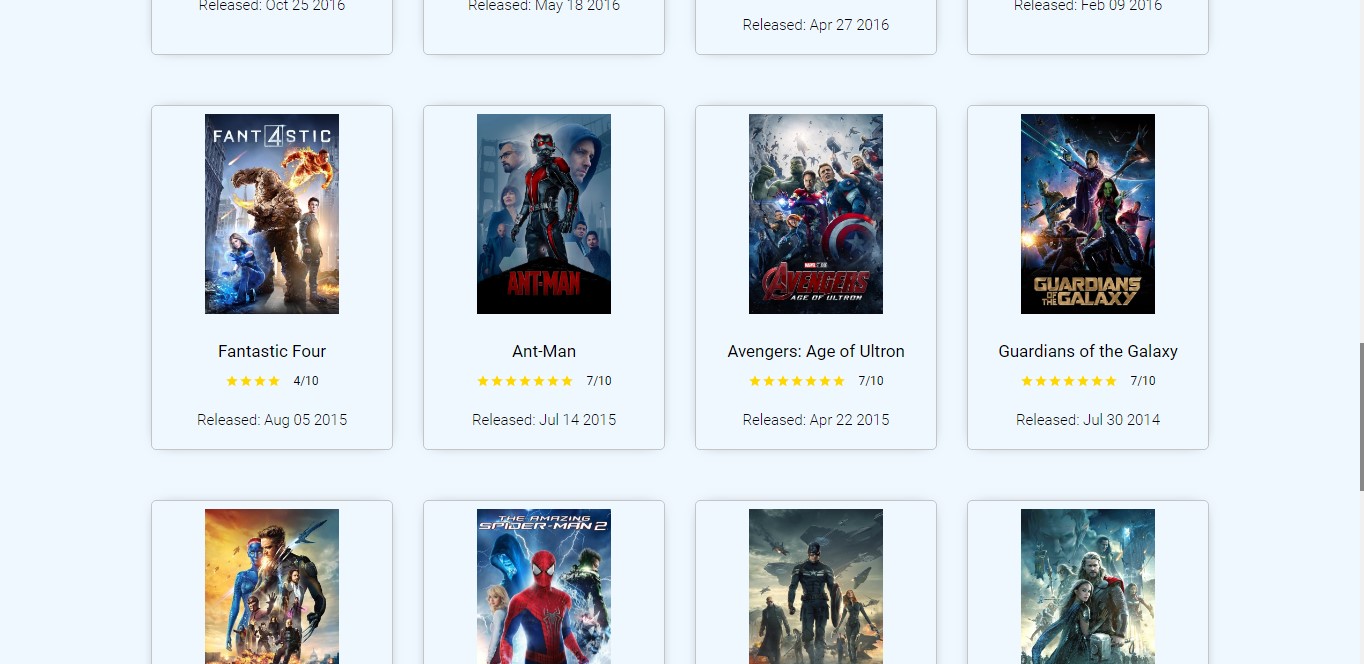 Released: Oct 25 2016
Released: May 18 2016
Released: Feb 09 2016
Released: Apr 27 2016
FANT4STIC
ANT-MAN
MARVEL
AVENGERS
AGE OF ULTRON
GUARDIANS
OF THE GALAXY
Fantastic Four
4/10
Ant-Man
7/10
Avengers: Age of Ultron
7/10
Guardians of the Galaxy
7/10
Released: Aug 05 2015
Released: Jul 14 2015
Released: Apr 22 2015
Released: Jul 30 2014
THE AMAZING
SPIDER-MAN 2